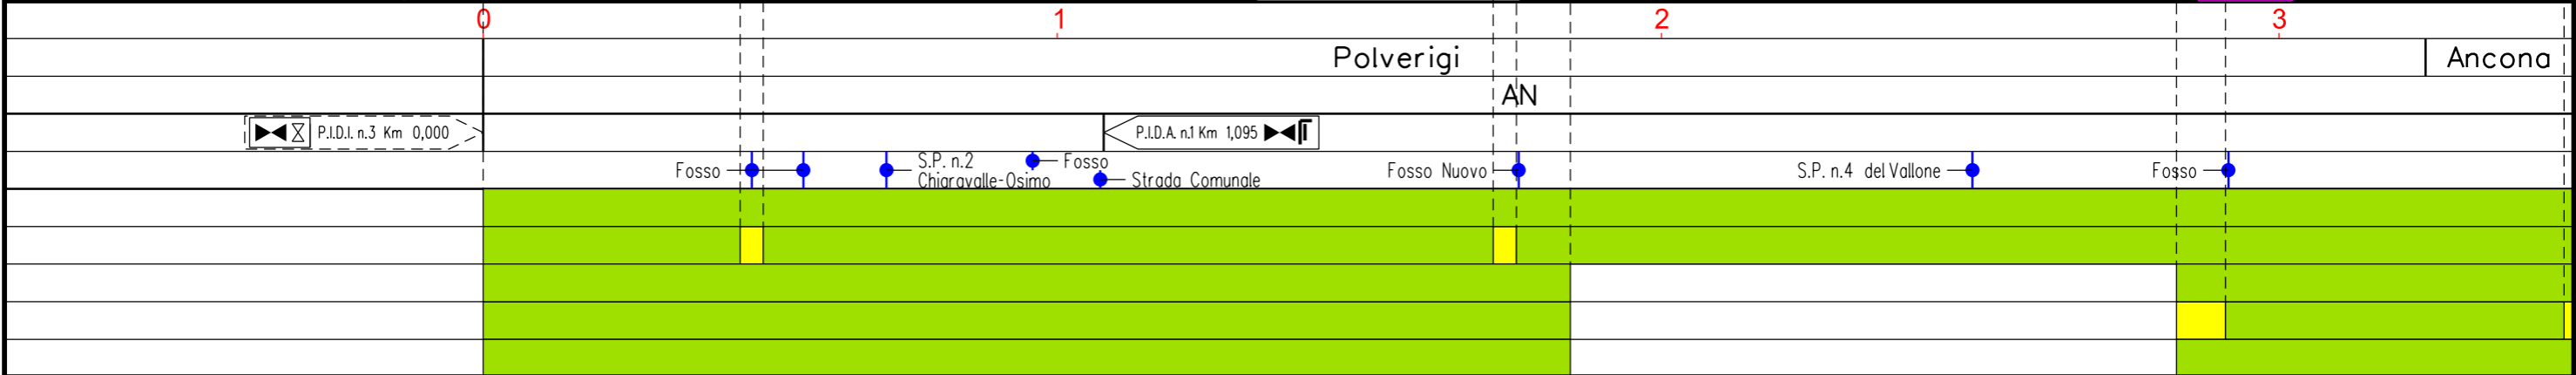 0 1 2 3
Polverigi Ancona
AN
P.I.D.I. n.3 Km 0,000 P.I.D.A. n.1 Km 1,095
Fosso S.P. n.2 Fosso Fosso Nuovo S.P. n.4 del Vallone Fosso
Chiaravalle-Osimo Strada Comunale